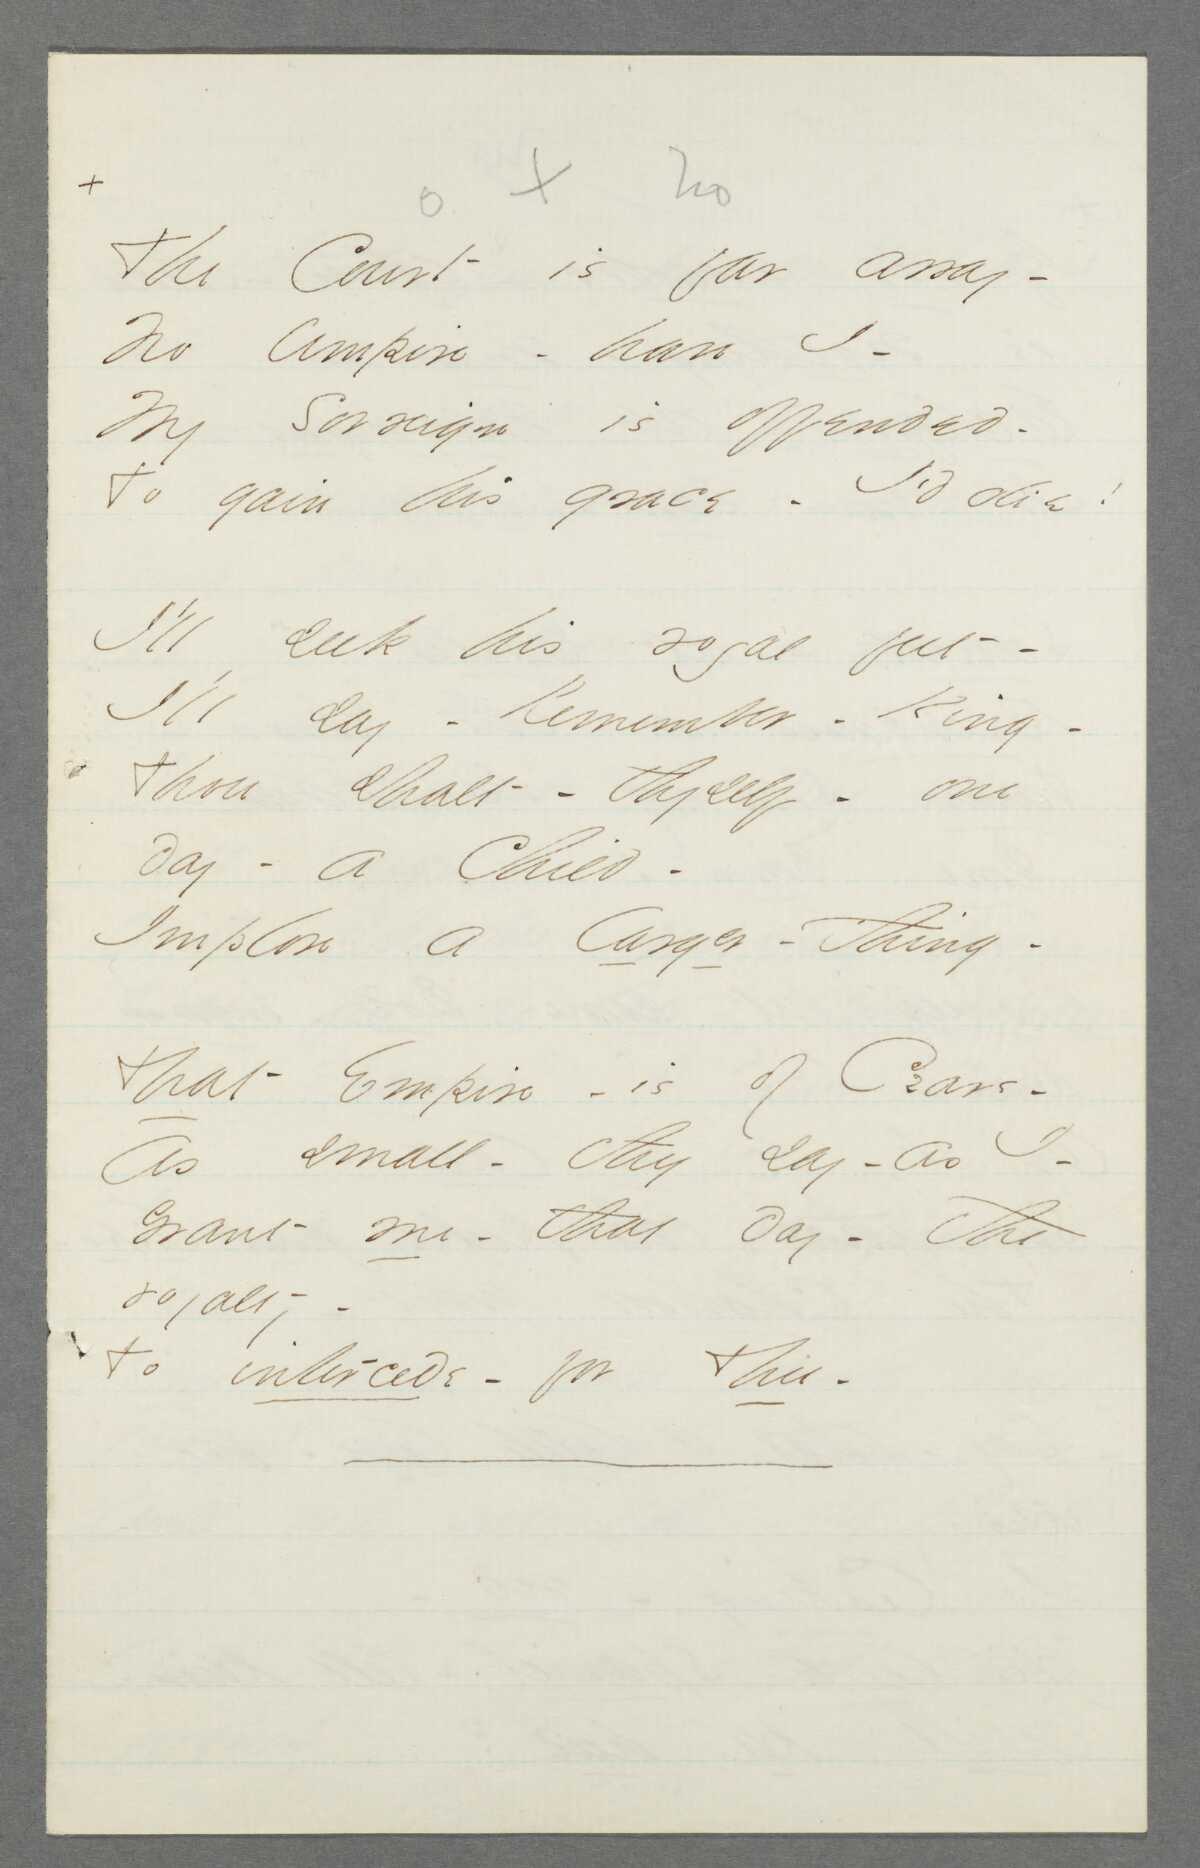 +
o X no
The Court is far away -
No Umpire - have I -
My Sovreign is offended -
To gain his grace - I'd die!
I'll seek his royal feet -
I'll say - Remember - King -
Thou shalt - thyself - one
day - a Child -
Implore a larger - thing -
That Empire - is of Czars -
As small - they say - as I -
Grant me - that day - the
royalty -
To intercede - for Thee -